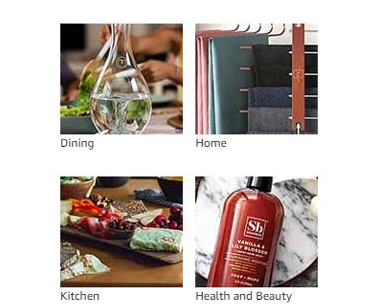 Dining
Home
Sb
VANILLA &
LILY BLOSSOM
Kitchen
Health and Beauty